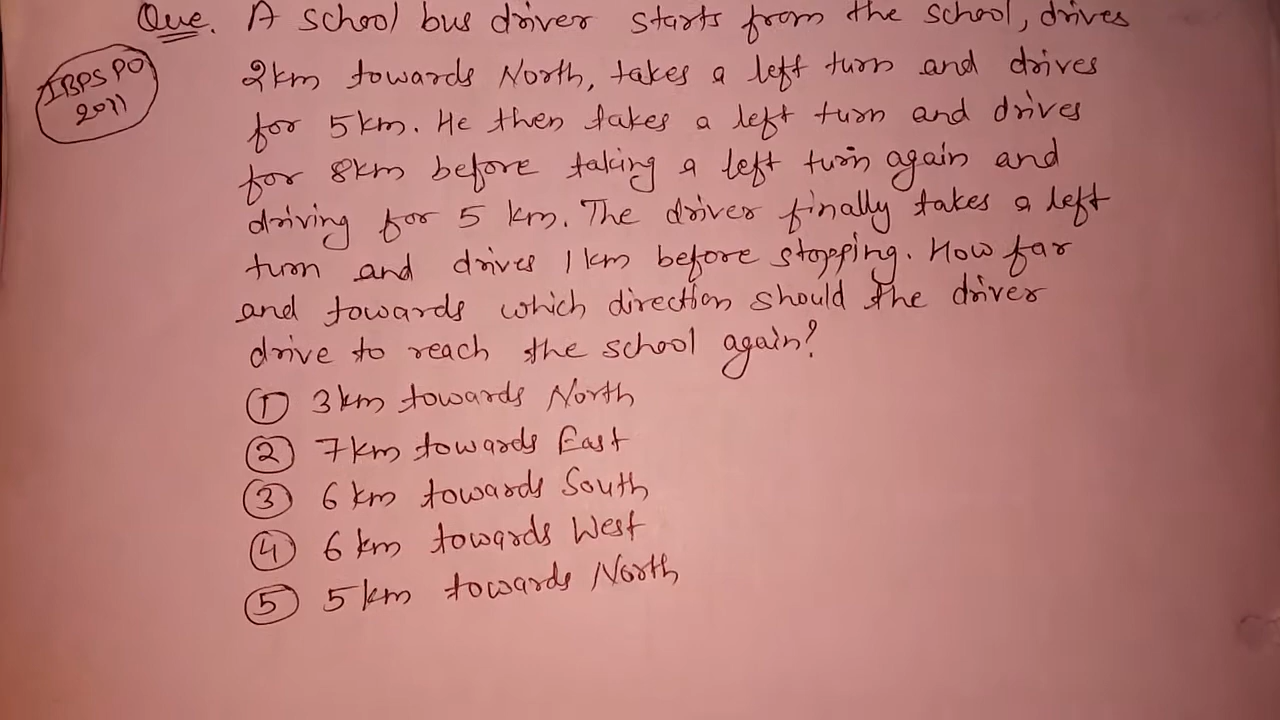 Que. A school bus driver starts from the school, drives
IBPS PO
2011
2km towards North, takes a left turn and drives
for 5km. He then takes a left turn and drives
for 8km before taking a left turn again and
driving for 5 km. The driver finally takes a left
turn and drives 1km before stopping. How far
and towards which direction should the driver
drive to reach the school again?
① 3km towards North
② 7km towards East
③ 6 km towards South
④ 6 km towards West
⑤ 5km towards North